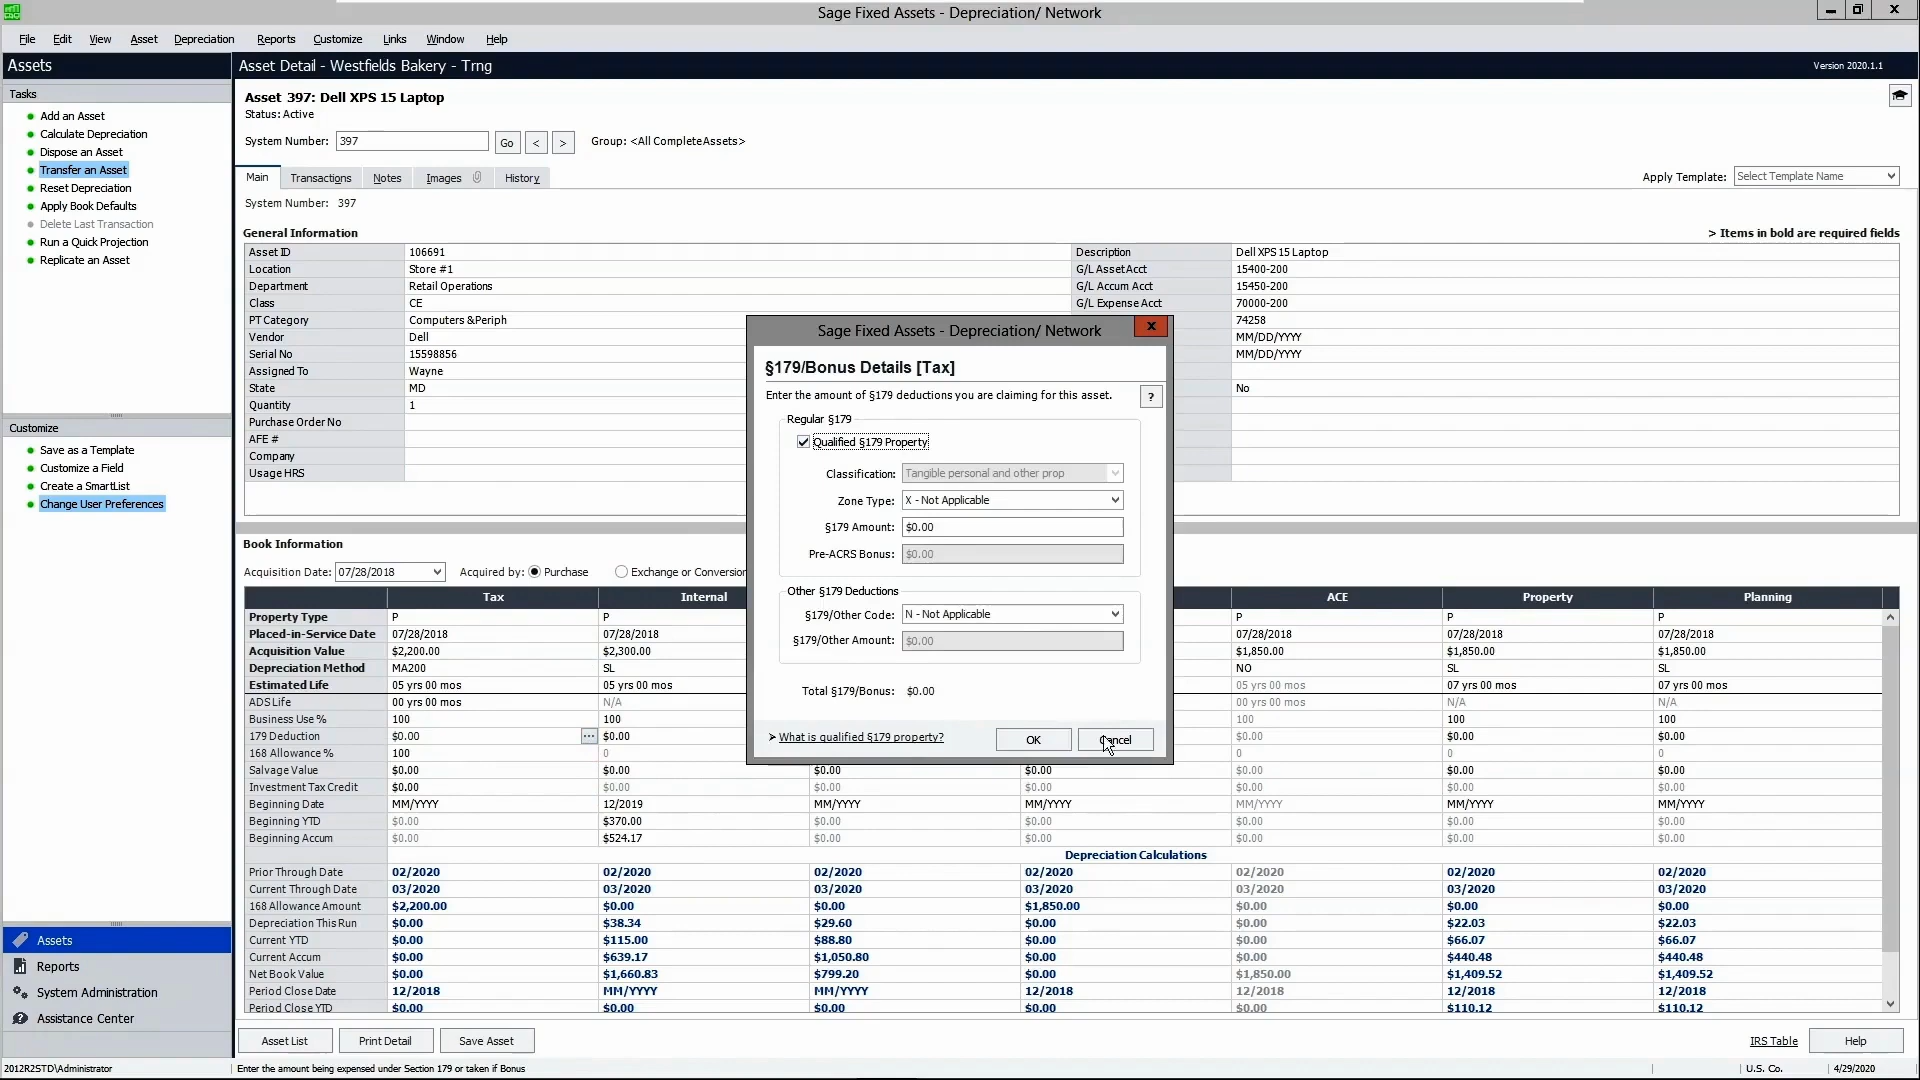 Sage Fixed Assets - Depreciation/ Network
File Edit View Asset Depreciation Reports Customize Links Window Help
Assets
Asset Detail - Westfields Bakery - Trng
Version 2020.1.1
Tasks
Add an Asset
Calculate Depreciation
Dispose an Asset
Transfer an Asset
Reset Depreciation
Apply Book Defaults
Delete Last Transaction
Run a Quick Projection
Replicate an Asset
Customize
Save as a Template
Customize a Field
Create a SmartList
Change User Preferences
Assets
Reports
System Administration
Assistance Center
Asset 397: Dell XPS 15 Laptop
Status: Active
System Number: 397 Go < > Group: <All CompleteAssets>
Main Transactions Notes Images History
Apply Template: Select Template Name
System Number: 397
General Information
> Items in bold are required fields
Asset ID 106691 Description Dell XPS 15 Laptop
Location Store #1 G/L AssetAcct 15400-200
Department Retail Operations G/L Accum Acct 15450-200
Class CE G/L Expense Acct 70000-200
PT Category Computers &Periph 74258
Vendor Dell MM/DD/YYYY
Serial No 15598856 MM/DD/YYYY
Assigned To Wayne
State MD No
Quantity 1
Purchase Order No
AFE #
Company
Usage HRS
Sage Fixed Assets - Depreciation/ Network
X
§179/Bonus Details [Tax]
Enter the amount of §179 deductions you are claiming for this asset.
?
Regular §179
Qualified §179 Property
Classification: Tangible personal and other prop
Zone Type: X - Not Applicable
§179 Amount: $0.00
Pre-ACRS Bonus: $0.00
Other §179 Deductions
§179/Other Code: N - Not Applicable
§179/Other Amount: $0.00
Total §179/Bonus: $0.00
What is qualified §179 property?
OK
Book Information
Acquisition Date: 07/28/2018 Acquired by: Purchase Exchange or Conversion
Tax Internal ACE Property Planning
Property Type P P P P P
Placed-in-Service Date 07/28/2018 07/28/2018 07/28/2018 07/28/2018 07/28/2018
Acquisition Value $2,200.00 $2,300.00 $1,850.00 $1,850.00 $1,850.00
Depreciation Method MA200 SL NO SL SL
Estimated Life 05 yrs 00 mos 05 yrs 00 mos 05 yrs 00 mos 07 yrs 00 mos 07 yrs 00 mos
ADS Life 00 yrs 00 mos N/A 00 yrs 00 mos N/A N/A
Business Use % 100 100 100 100 100
179 Deduction $0.00 ... $0.00 $0.00 $0.00 $0.00
168 Allowance % 100 0 0 0 0
Salvage Value $0.00 $0.00 $0.00 $0.00 $0.00 $0.00 $0.00
Investment Tax Credit $0.00 $0.00 $0.00 $0.00 $0.00 $0.00 $0.00
Beginning Date MM/YYYY 12/2019 MM/YYYY MM/YYYY MM/YYYY MM/YYYY MM/YYYY
Beginning YTD $0.00 $370.00 $0.00 $0.00 $0.00 $0.00 $0.00
Beginning Accum $0.00 $524.17 $0.00 $0.00 $0.00 $0.00 $0.00
Depreciation Calculations
Prior Through Date 02/2020 02/2020 02/2020 02/2020 02/2020 02/2020 02/2020
Current Through Date 03/2020 03/2020 03/2020 03/2020 03/2020 03/2020 03/2020
168 Allowance Amount $2,200.00 $0.00 $0.00 $1,850.00 $0.00 $0.00 $0.00
Depreciation This Run $0.00 $38.34 $29.60 $0.00 $0.00 $22.03 $22.03
Current YTD $0.00 $115.00 $88.80 $0.00 $0.00 $66.07 $66.07
Current Accum $0.00 $639.17 $1,050.80 $0.00 $0.00 $440.48 $440.48
Net Book Value $0.00 $1,660.83 $799.20 $0.00 $1,850.00 $1,409.52 $1,409.52
Period Close Date 12/2018 MM/YYYY MM/YYYY 12/2018 12/2018 12/2018 12/2018
Period Close YTD $0.00 $0.00 $0.00 $0.00 $0.00 $110.12 $110.12
Asset List Print Detail Save Asset IRS Table Help
2012R2STD\Administrator Enter the amount being expensed under Section 179 or taken if Bonus U.S. Co. 4/29/2020